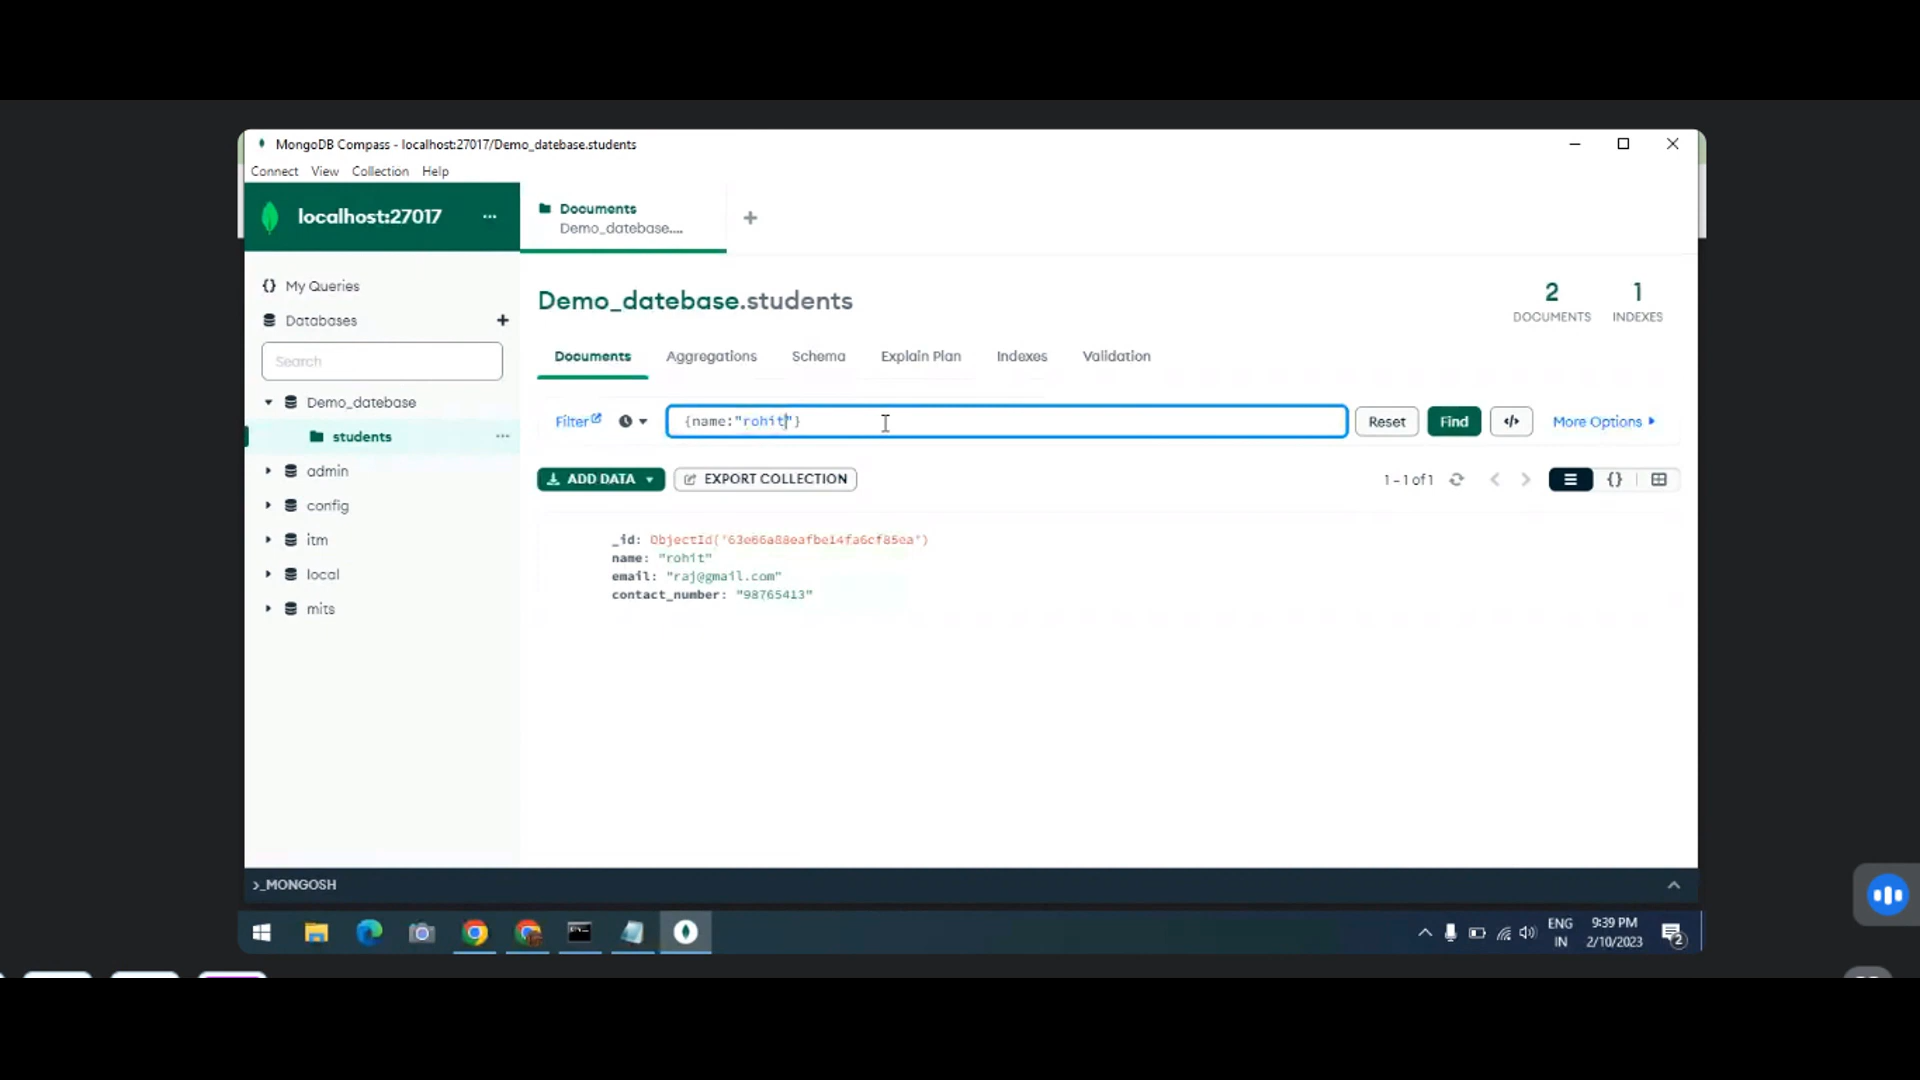 MongoDB Compass - localhost:27017/Demo_datebase.students
Connect View Collection Help
localhost:27017 ...
Documents
Demo_datebase....
+
My Queries
Databases +
Search
Demo_datebase
students ...
admin
config
itm
local
mits
Demo_datebase.students
2
DOCUMENTS
1
INDEXES
Documents Aggregations Schema Explain Plan Indexes Validation
Filter {name:"rohit"} Reset Find </> More Options
ADD DATA EXPORT COLLECTION 1 - 1 of 1 {}
_id: ObjectId('63e66a88eafbe14fa6cf85ea')
name: "rohit"
email: "raj@gmail.com"
contact_number: "98765413"
>_MONGOSH
ENG
IN
9:39 PM
2/10/2023
2